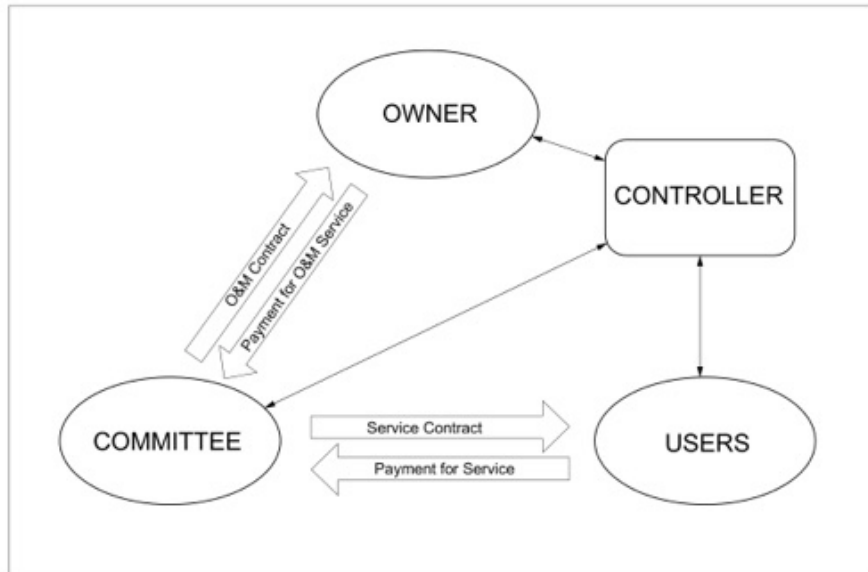 OWNER
CONTROLLER
O&M Contract
Payment for O&M Service
COMMITTEE
Service Contract
Payment for Service
USERS